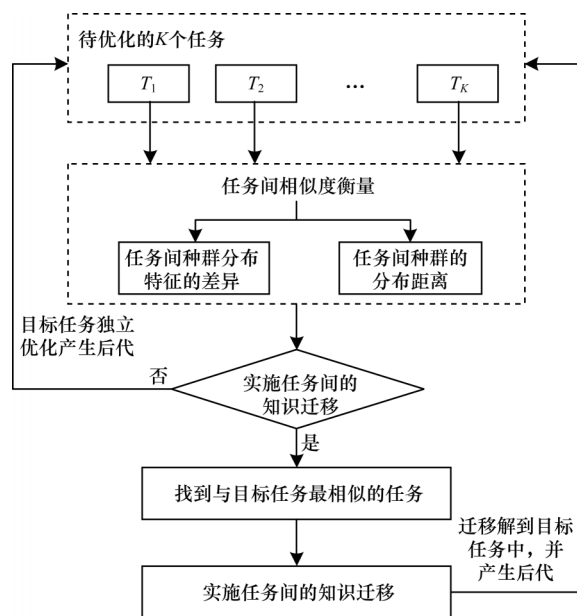 待优化的K个任务
T1
T2
...
TK
任务间相似度衡量
任务间种群分布
特征的差异
任务间种群的
分布距离
目标任务独立
优化产生后代
否
实施任务间的
知识迁移
是
找到与目标任务最相似的任务
迁移解到目标
任务中，并
产生后代
实施任务间的知识迁移